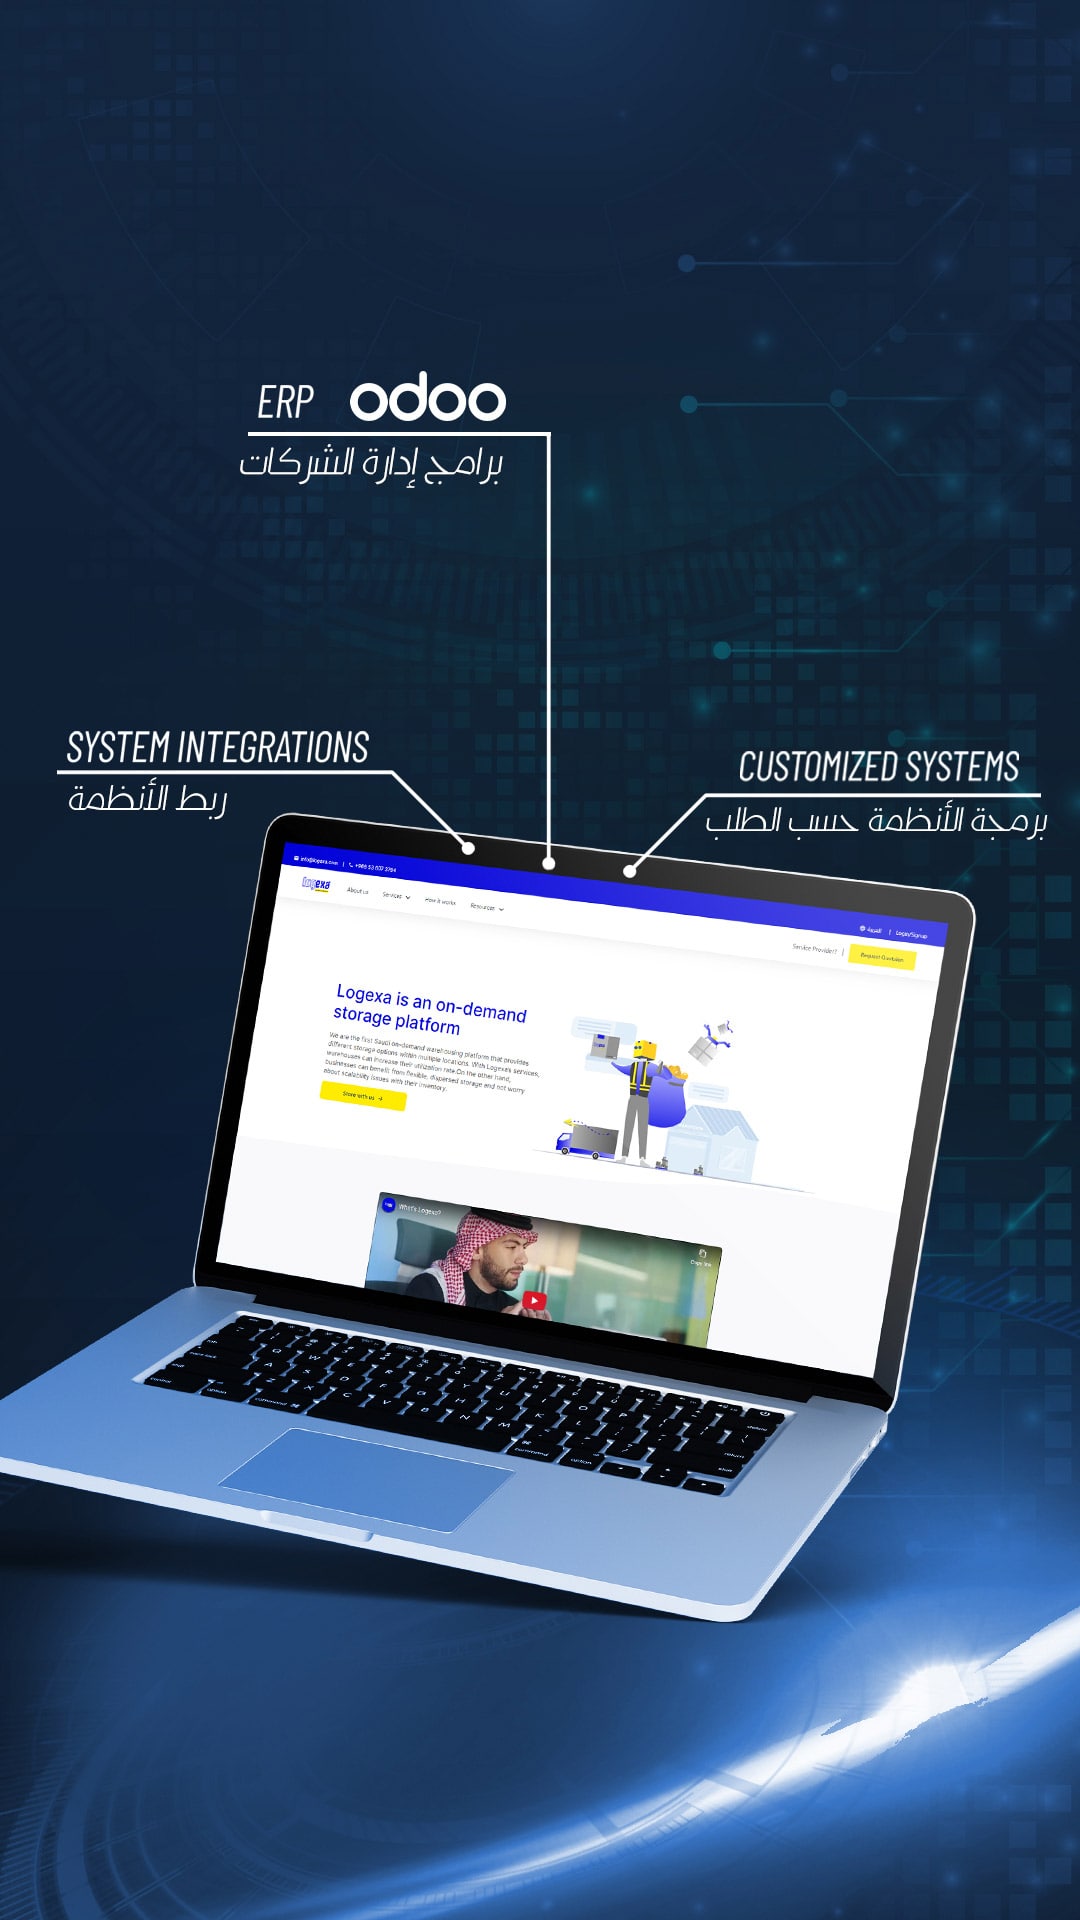 ERP odoo
برامج إدارة الشركات
SYSTEM INTEGRATIONS
ربط الأنظمة
CUSTOMIZED SYSTEMS
برمجة الأنظمة حسب الطلب
info@logexa.com |
logexa About us Services How it works Resources
العربية | Login/Signup
Service Provider? | Request Quotation
Logexa is an on-demand
storage platform
We are the first Saudi on-demand warehousing platform that provides
different storage options within multiple locations. With Logexa's services,
warehouses can increase their utilization rate. On the other hand,
businesses can benefit from flexible, dispersed storage and not worry
about scalability issues with their inventory.
Store with us
What's Logexa?
Copy link